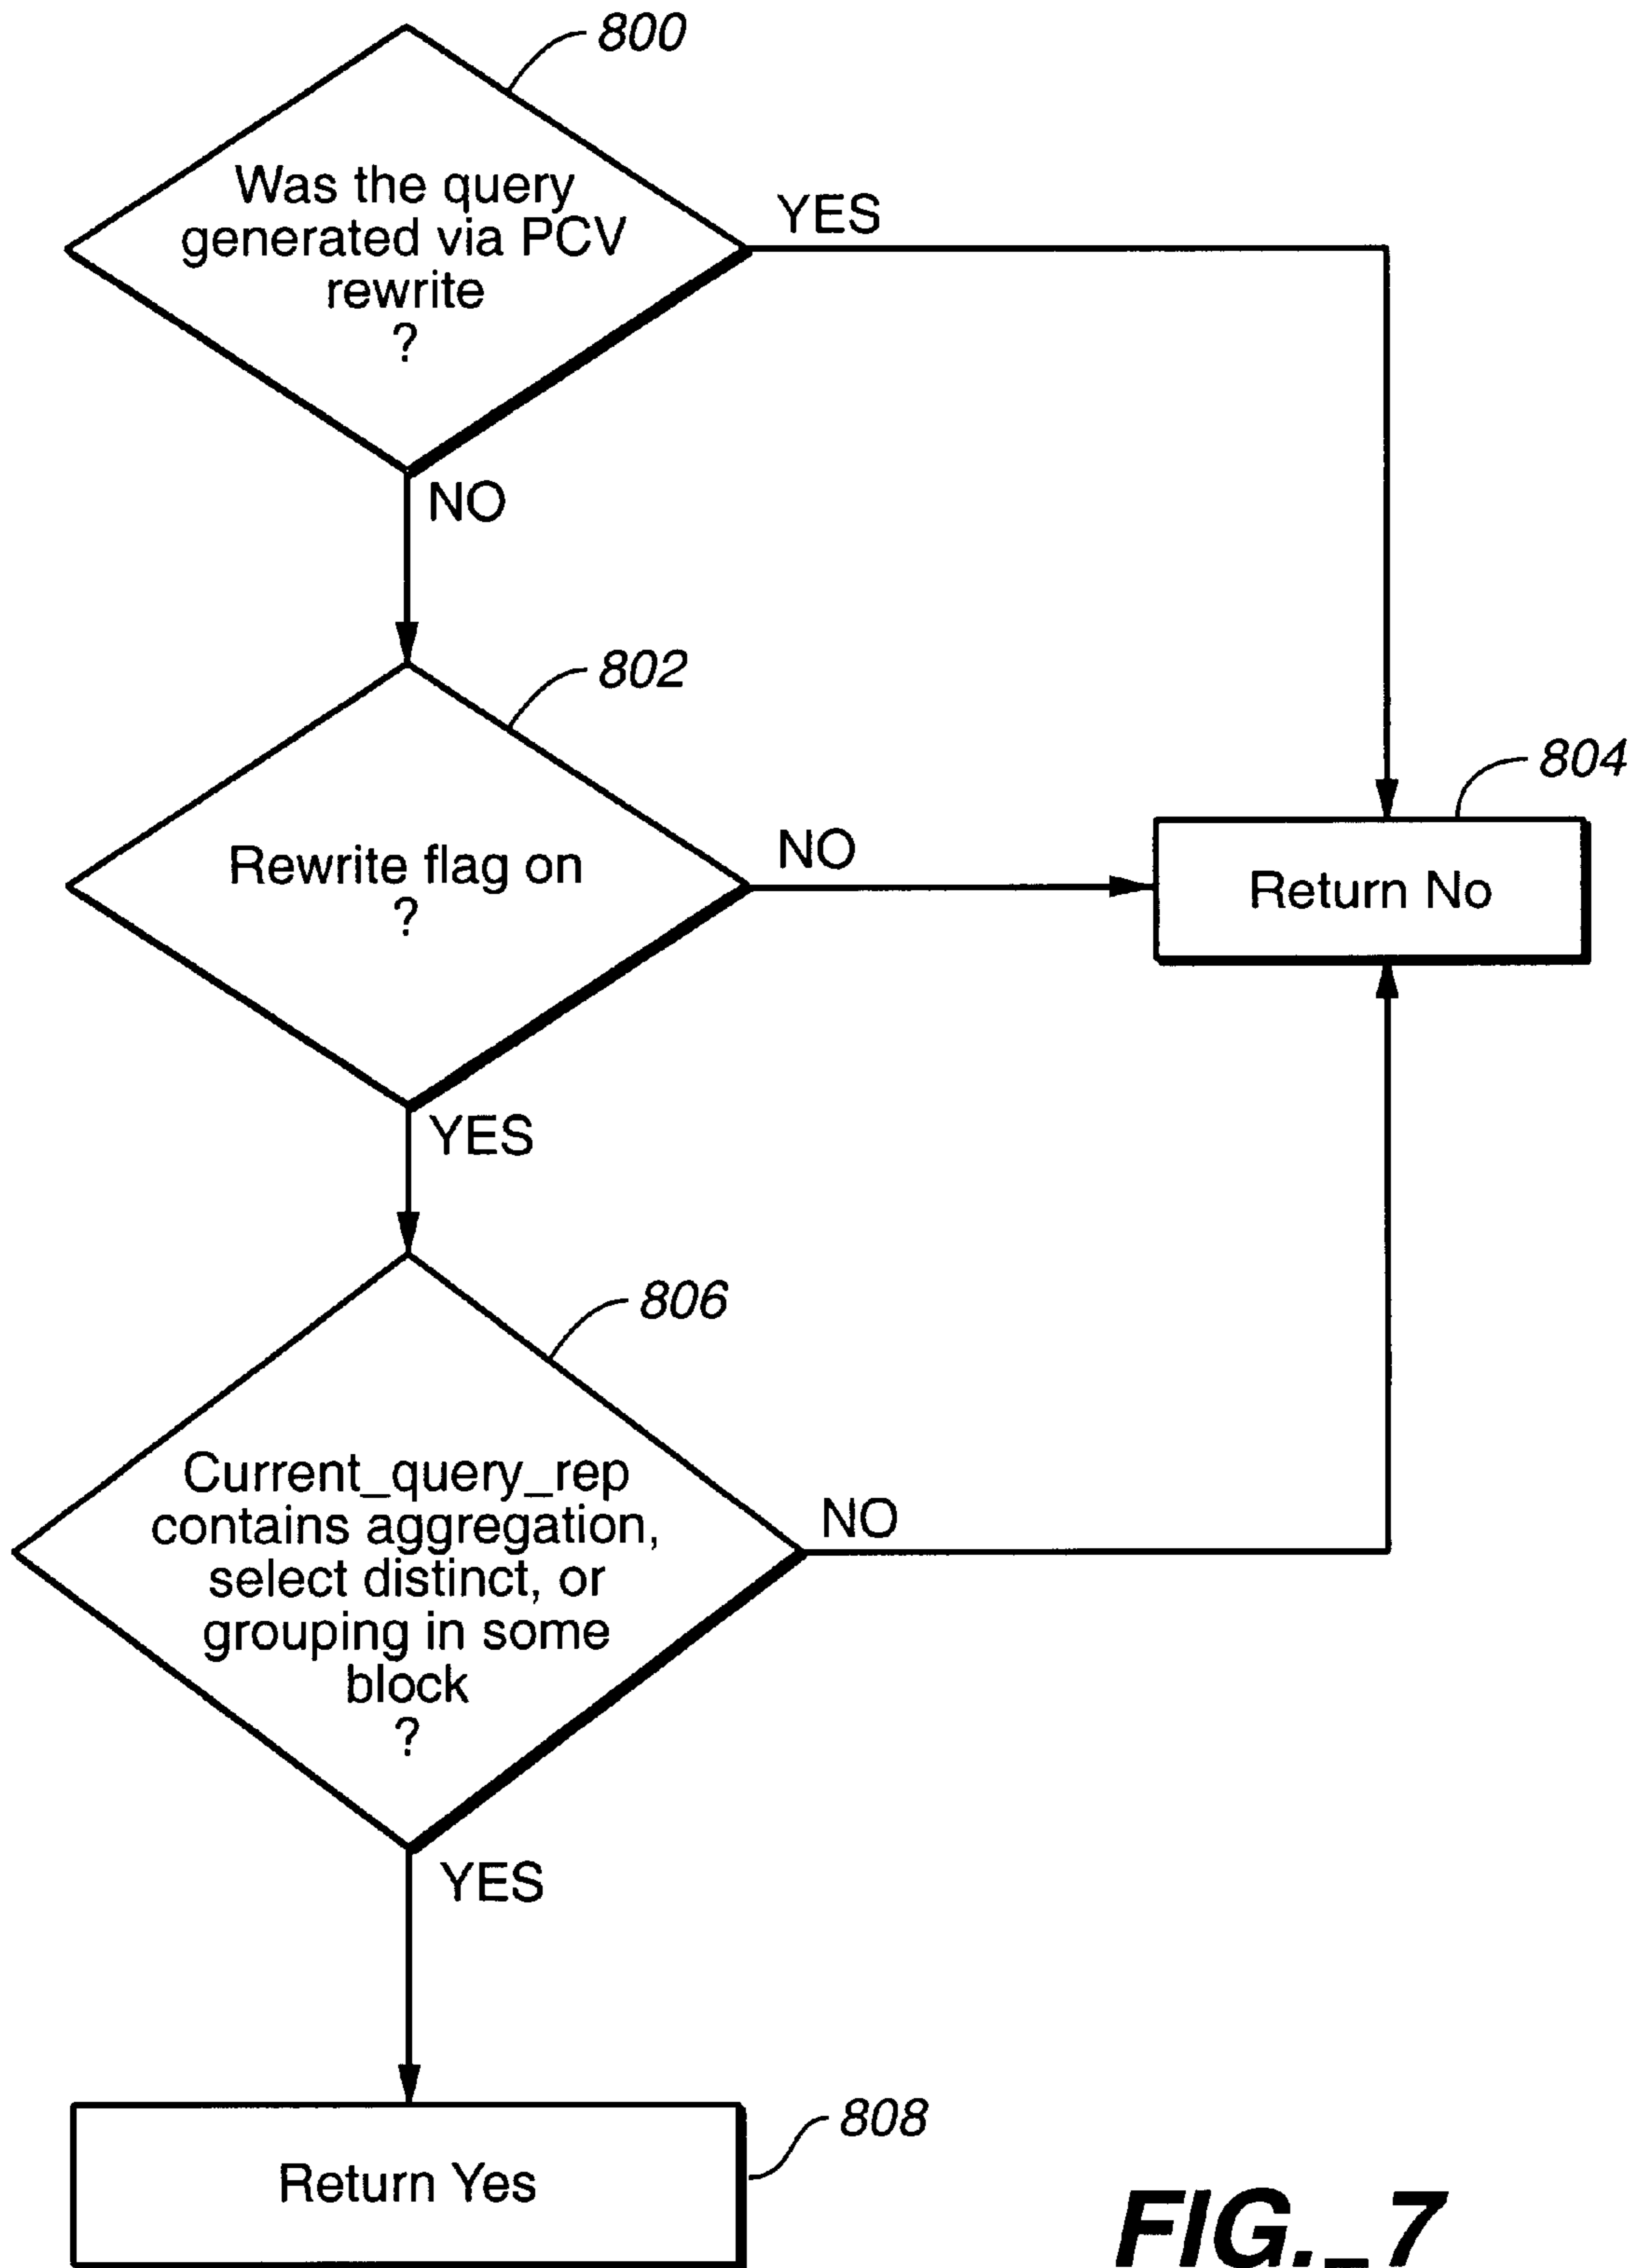 800
Was the query
generated via PCV
rewrite
?
YES
NO
802
Rewrite flag on
?
NO
804
Return No
YES
806
Current_query_rep
contains aggregation,
select distinct, or
grouping in some
block
?
NO
YES
808
Return Yes
FIG._7